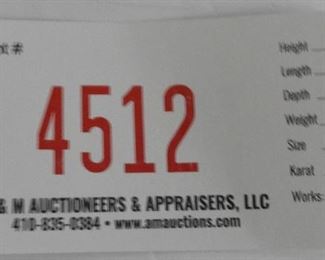 #
4512
& M AUCTIONEERS & APPRAISERS, LLC
410-835-0384 • www.amauctions.com
Height
Length
Depth
Weight
Size
Karat
Works: